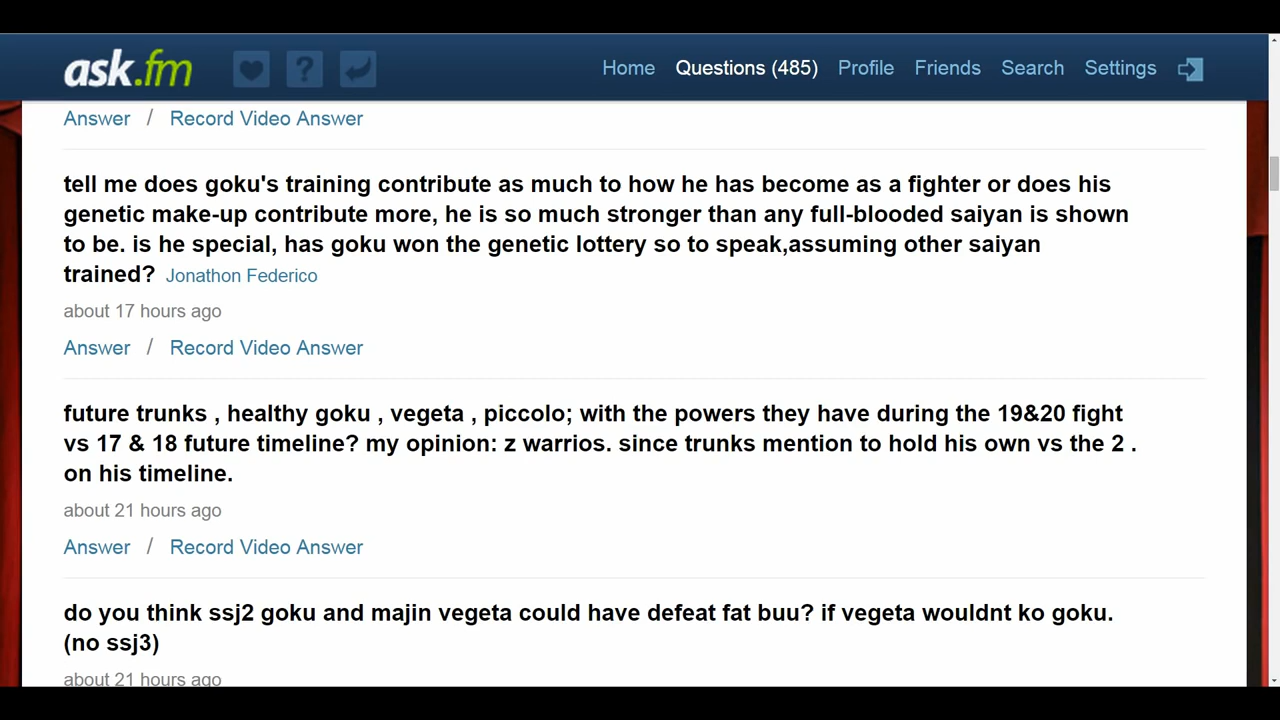 ask.fm
Home Questions (485) Profile Friends Search Settings
Answer / Record Video Answer
tell me does goku's training contribute as much to how he has become as a fighter or does his
genetic make-up contribute more, he is so much stronger than any full-blooded saiyan is shown
to be. is he special, has goku won the genetic lottery so to speak,assuming other saiyan
trained? Jonathon Federico
about 17 hours ago
Answer / Record Video Answer
future trunks , healthy goku , vegeta , piccolo; with the powers they have during the 19&20 fight
vs 17 & 18 future timeline? my opinion: z warrios. since trunks mention to hold his own vs the 2 .
on his timeline.
about 21 hours ago
Answer / Record Video Answer
do you think ssj2 goku and majin vegeta could have defeat fat buu? if vegeta wouldnt ko goku.
(no ssj3)
about 21 hours ago